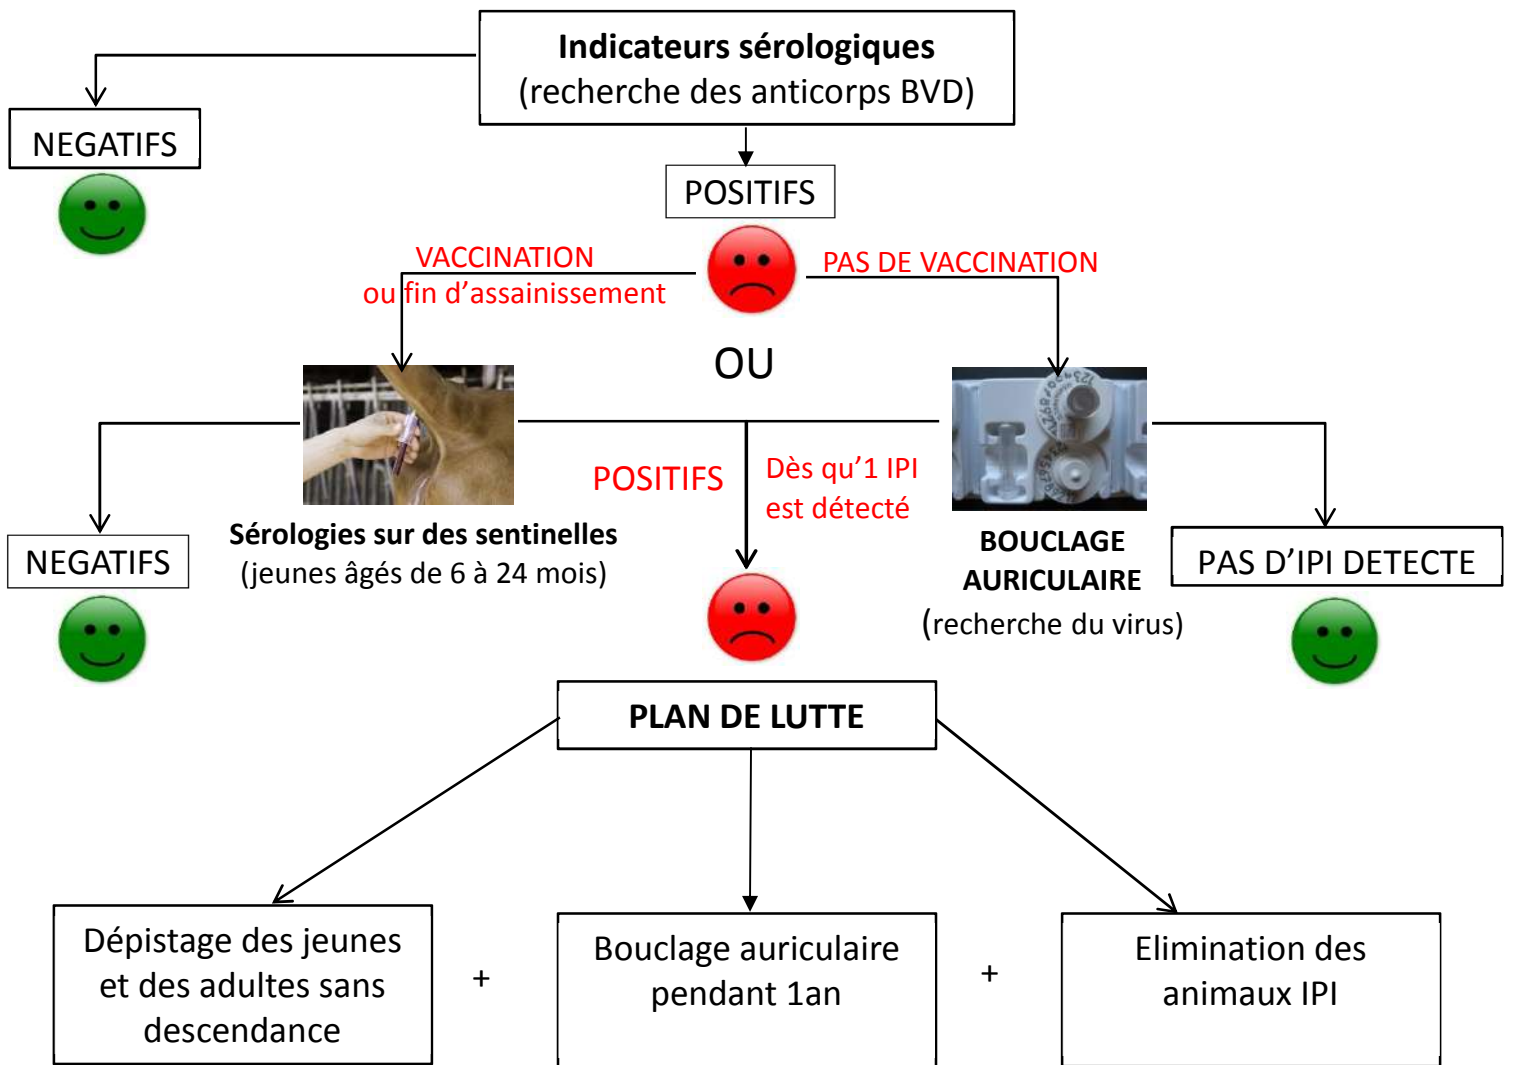 Indicateurs sérologiques
(recherche des anticorps BVD)
NEGATIFS
POSITIFS
VACCINATION
ou fin d’assainissement
PAS DE VACCINATION
OU
POSITIFS
Dès qu’1 IPI
est détecté
Sérologies sur des sentinelles
(jeunes âgés de 6 à 24 mois)
BOUCLAGE
AURICULAIRE
(recherche du virus)
NEGATIFS
PAS D’IPI DETECTE
PLAN DE LUTTE
Dépistage des jeunes
et des adultes sans
descendance
+
Bouclage auriculaire
pendant 1an
+
Elimination des
animaux IPI